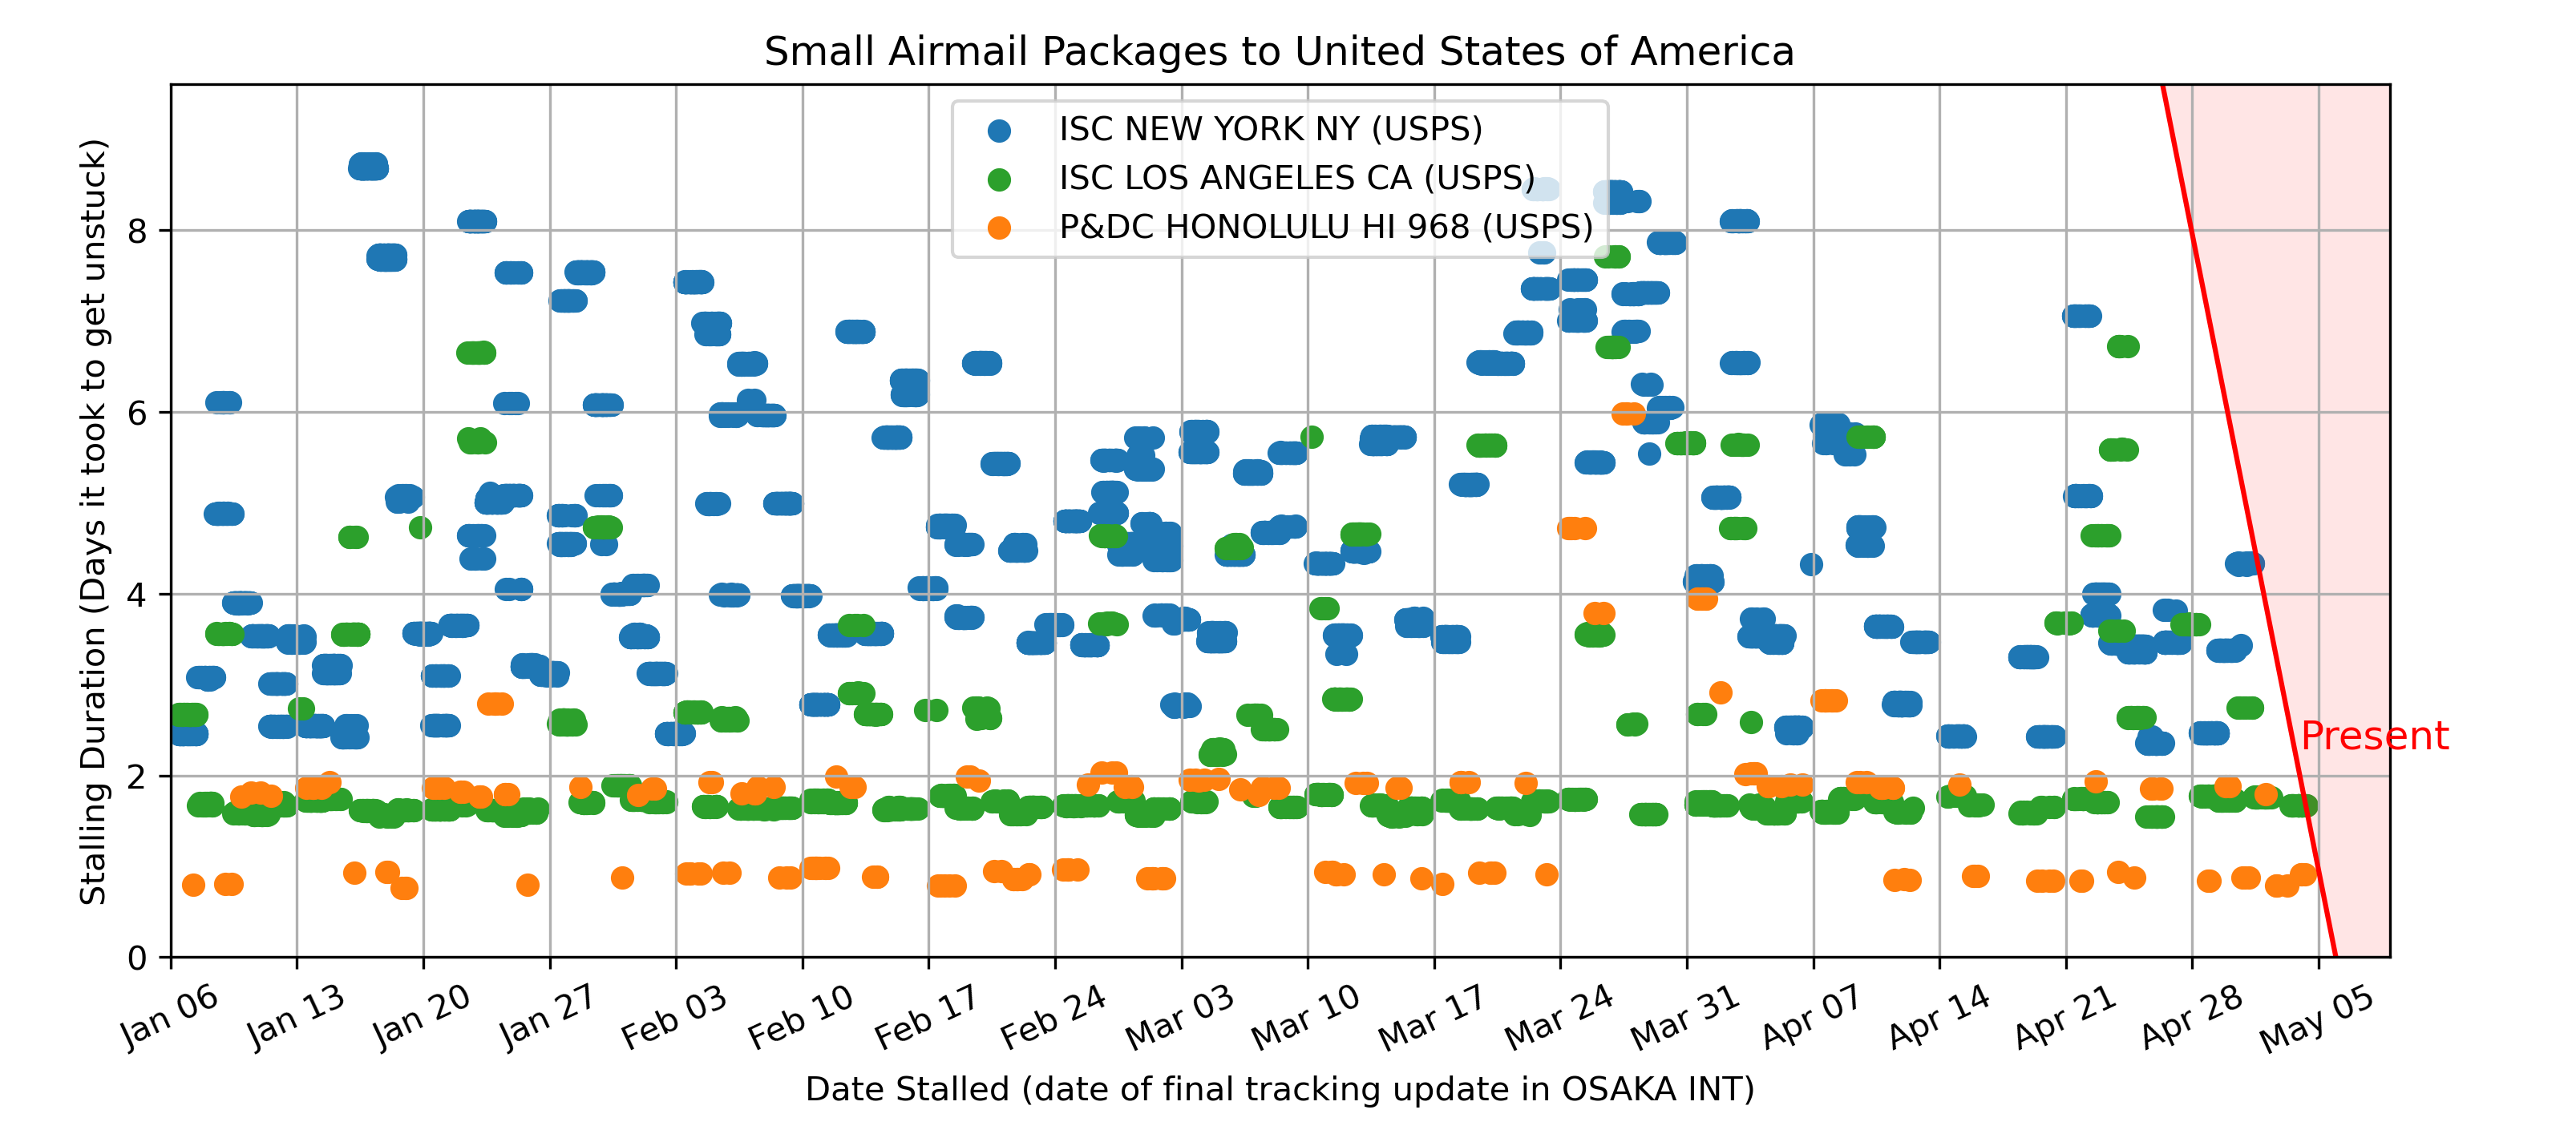 Small Airmail Packages to United States of America
ISC NEW YORK NY (USPS)
ISC LOS ANGELES CA (USPS)
P&DC HONOLULU HI 968 (USPS)
Stalling Duration (Days it took to get unstuck)
8
6
4
2
0
Present
Jan 06
Jan 13
Jan 20
Jan 27
Feb 03
Feb 10
Feb 17
Feb 24
Mar 03
Mar 10
Mar 17
Mar 24
Mar 31
Apr 07
Apr 14
Apr 21
Apr 28
May 05
Date Stalled (date of final tracking update in OSAKA INT)